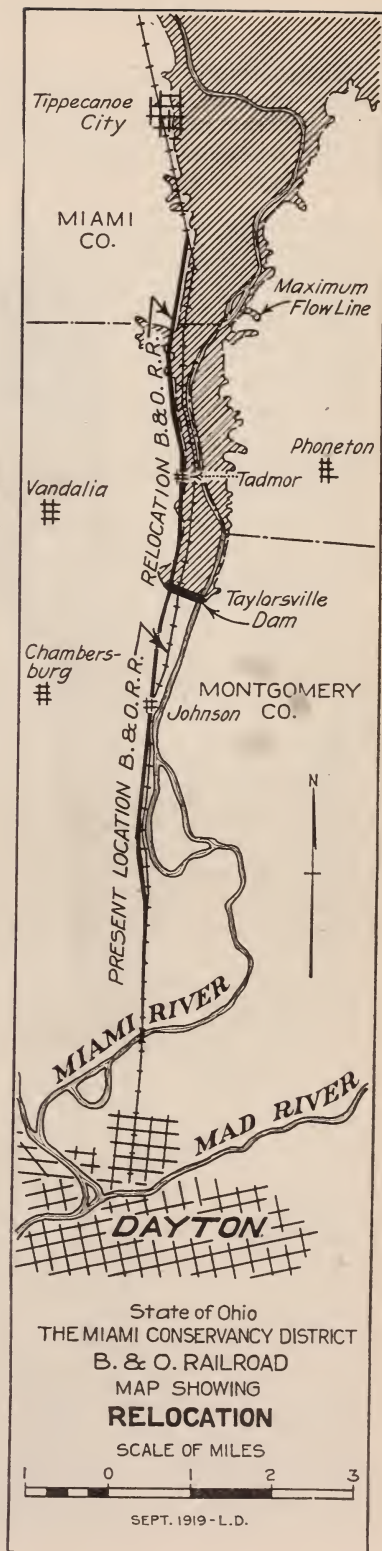 Tippecanoe
City
MIAMI
CO.
Maximum
Flow Line
RELOCATION B.&O.R.R.
Phoneton
Tadmor
Vandalia
Taylorsville
Dam
Chambers-
burg
MONTGOMERY
CO.
Johnson
PRESENT LOCATION B.&O.R.R.
N
MIAMI RIVER
MAD RIVER
DAYTON
State of Ohio
THE MIAMI CONSERVANCY DISTRICT
B. & O. RAILROAD
MAP SHOWING
RELOCATION
SCALE OF MILES
1 0 1 2 3
SEPT. 1919-L.D.